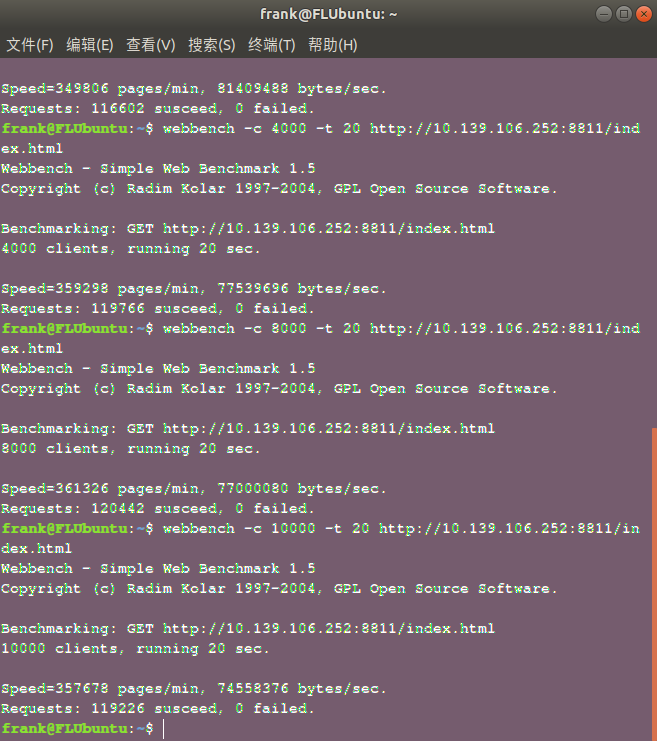 frank@FLUbuntu: ~
文件(F) 编辑(E) 查看(V) 搜索(S) 终端(T) 帮助(H)
Speed=349806 pages/min, 81409488 bytes/sec.
Requests: 116602 susceed, 0 failed.
frank@FLUbuntu:~$ webbench -c 4000 -t 20 http://10.139.106.252:8811/ind
ex.html
Webbench - Simple Web Benchmark 1.5
Copyright (c) Radim Kolar 1997-2004, GPL Open Source Software.
Benchmarking: GET http://10.139.106.252:8811/index.html
4000 clients, running 20 sec.
Speed=359298 pages/min, 77539696 bytes/sec.
Requests: 119766 susceed, 0 failed.
frank@FLUbuntu:~$ webbench -c 8000 -t 20 http://10.139.106.252:8811/ind
ex.html
Webbench - Simple Web Benchmark 1.5
Copyright (c) Radim Kolar 1997-2004, GPL Open Source Software.
Benchmarking: GET http://10.139.106.252:8811/index.html
8000 clients, running 20 sec.
Speed=361326 pages/min, 77000080 bytes/sec.
Requests: 120442 susceed, 0 failed.
frank@FLUbuntu:~$ webbench -c 10000 -t 20 http://10.139.106.252:8811/in
dex.html
Webbench - Simple Web Benchmark 1.5
Copyright (c) Radim Kolar 1997-2004, GPL Open Source Software.
Benchmarking: GET http://10.139.106.252:8811/index.html
10000 clients, running 20 sec.
Speed=357678 pages/min, 74558376 bytes/sec.
Requests: 119226 susceed, 0 failed.
frank@FLUbuntu:~$